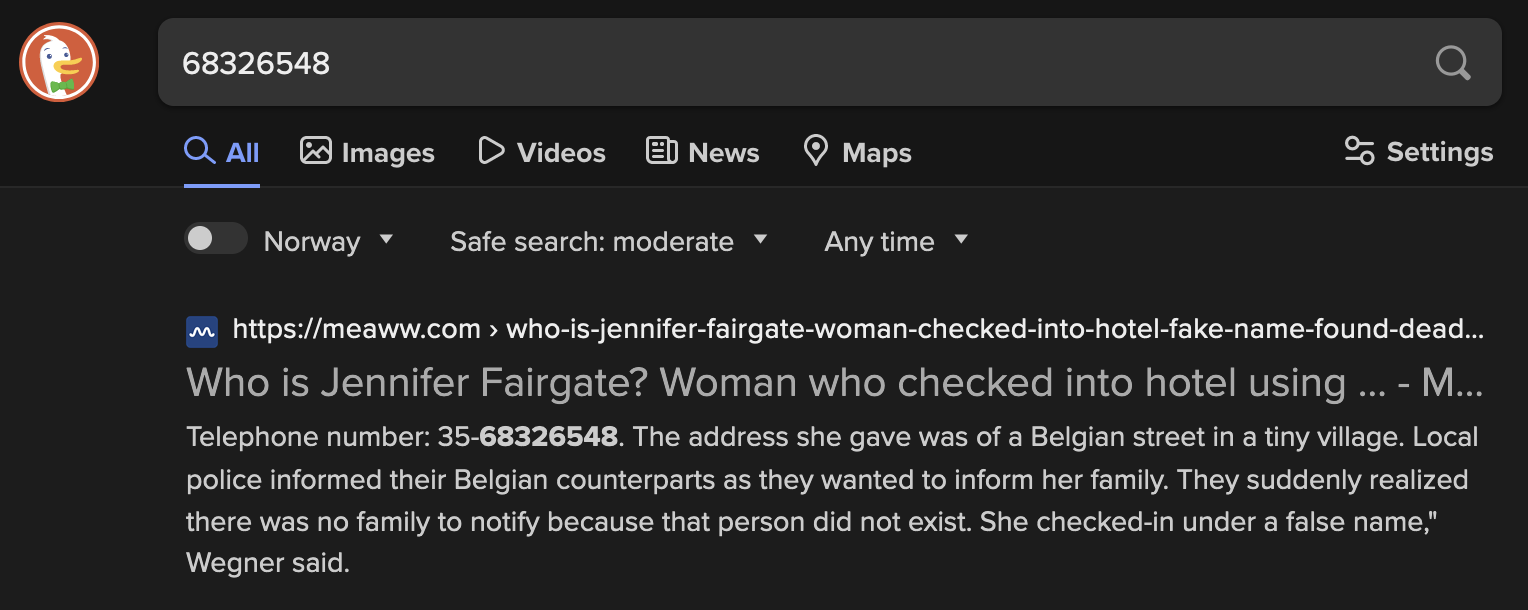 68326548
All Images Videos News Maps Settings
Norway Safe search: moderate Any time
https://meaww.com › who-is-jennifer-fairgate-woman-checked-into-hotel-fake-name-found-dead...
Who is Jennifer Fairgate? Woman who checked into hotel using ... - M...
Telephone number: 35-68326548. The address she gave was of a Belgian street in a tiny village. Local
police informed their Belgian counterparts as they wanted to inform her family. They suddenly realized
there was no family to notify because that person did not exist. She checked-in under a false name,"
Wegner said.